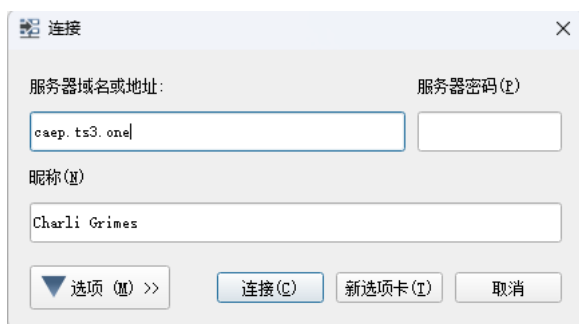 连接
服务器域名或地址: 服务器密码(P)
caep.ts3.one
昵称(N)
Charli Grimes
选项 (M) >> 连接(C) 新选项卡(T) 取消